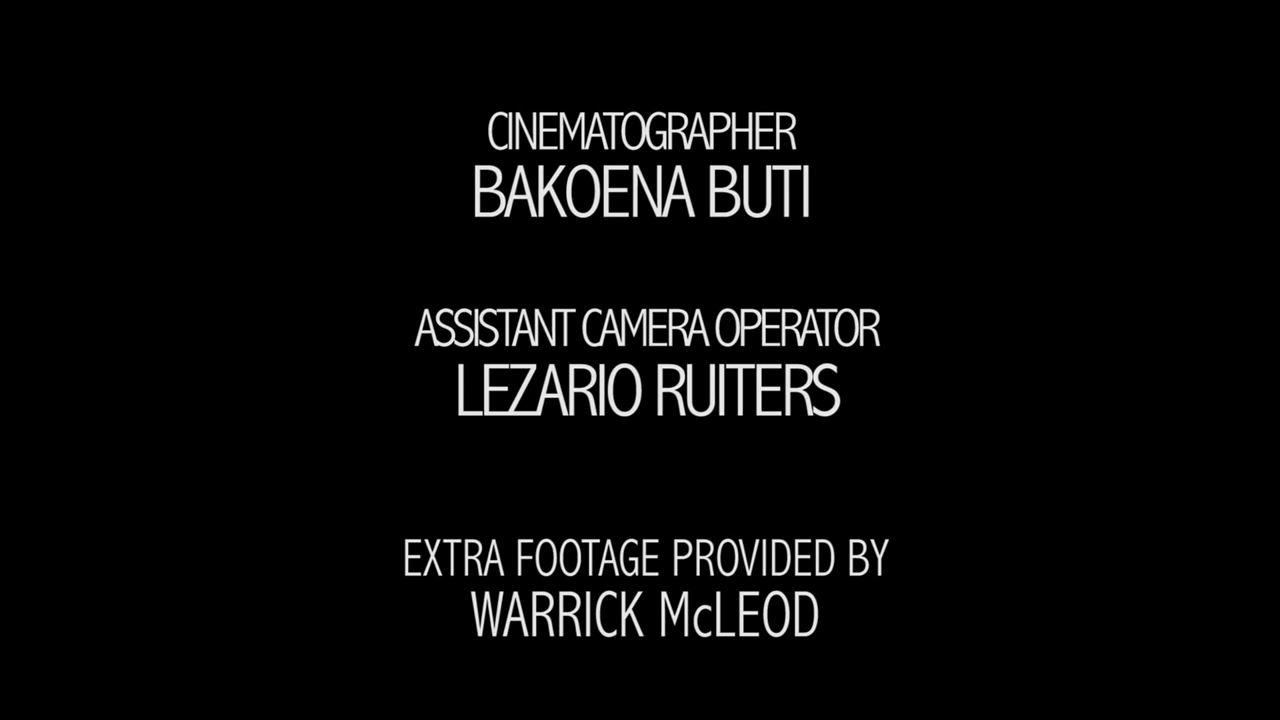 CINEMATOGRAPHER
BAKOENA BUTI
ASSISTANT CAMERA OPERATOR
LEZARIO RUITERS
EXTRA FOOTAGE PROVIDED BY
WARRICK McLEOD